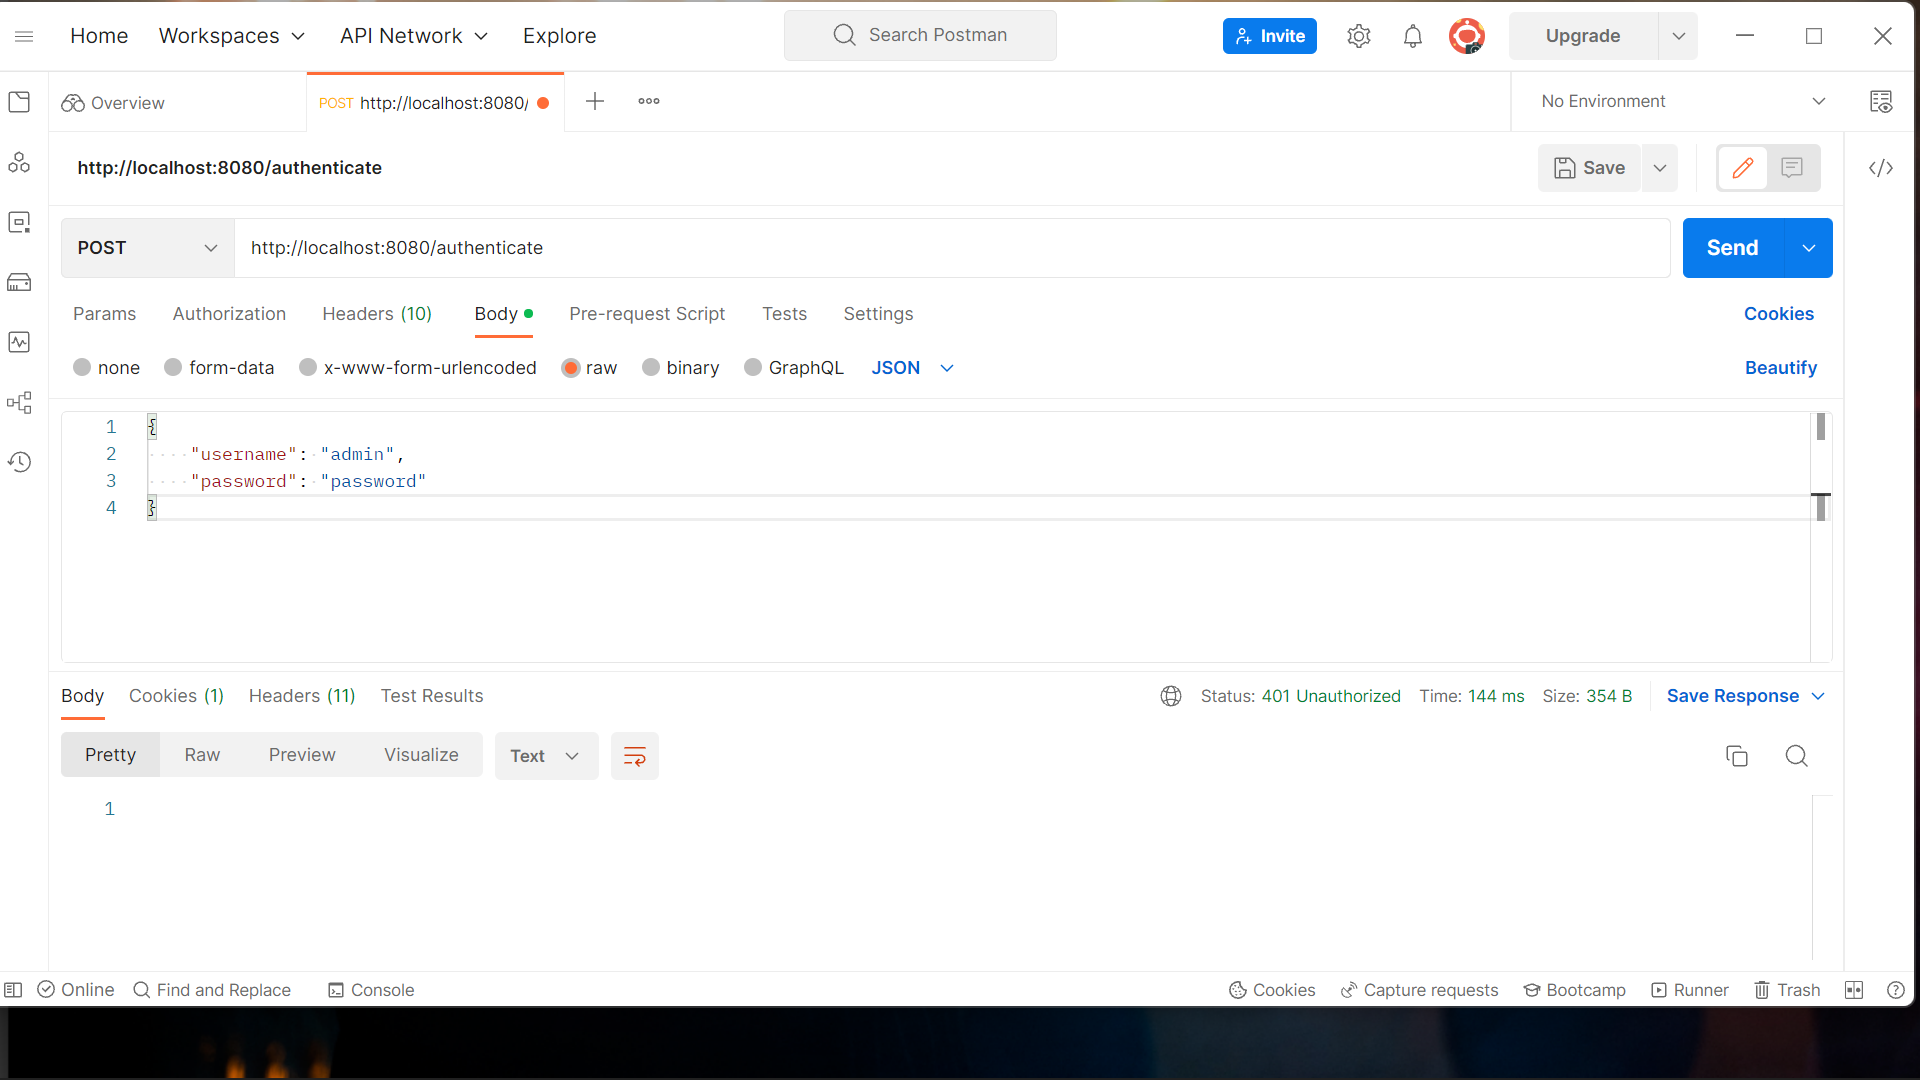 Home Workspaces API Network Explore Search Postman Invite Upgrade
Overview POST http://localhost:8080/ No Environment
http://localhost:8080/authenticate Save
POST http://localhost:8080/authenticate Send
Params Authorization Headers (10) Body Pre-request Script Tests Settings Cookies
none form-data x-www-form-urlencoded raw binary GraphQL JSON Beautify
1 {
2 "username": "admin",
3 "password": "password"
4 }
Body Cookies (1) Headers (11) Test Results Status: 401 Unauthorized Time: 144 ms Size: 354 B Save Response
Pretty Raw Preview Visualize Text
1
Online Find and Replace Console Cookies Capture requests Bootcamp Runner Trash